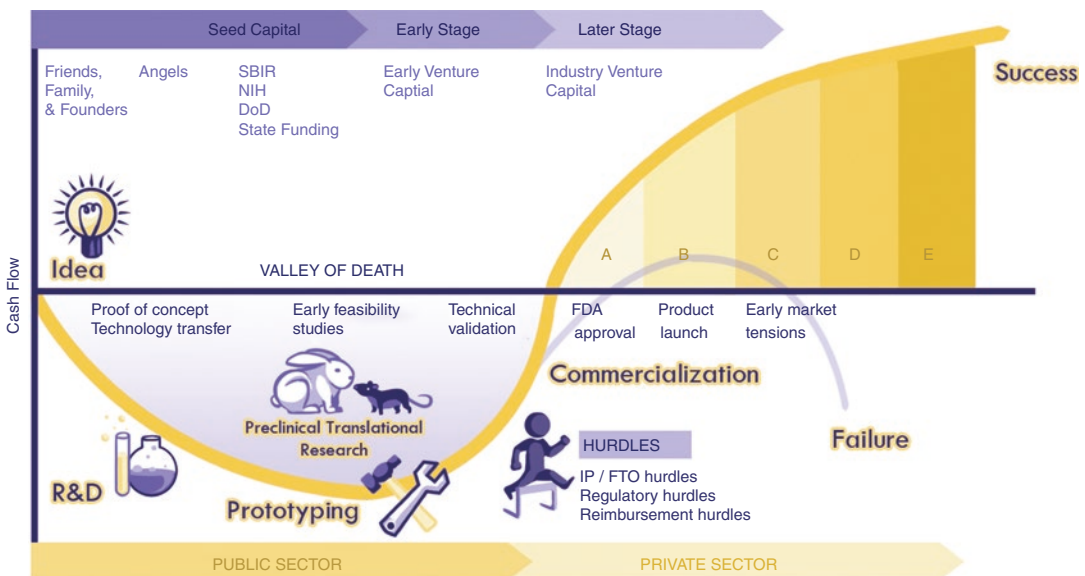 Seed Capital
Early Stage
Later Stage
Friends,
Family,
& Founders
Angels
SBIR
NIH
DoD
State Funding
Early Venture
Captial
Industry Venture
Capital
Success
Idea
Cash Flow
VALLEY OF DEATH
A
B
C
D
E
Proof of concept
Technology transfer
Early feasibility
studies
Technical
validation
FDA
approval
Product
launch
Early market
tensions
Commercialization
Preclinical Translational
Research
R&D
Prototyping
HURDLES
IP / FTO hurdles
Regulatory hurdles
Reimbursement hurdles
Failure
PUBLIC SECTOR
PRIVATE SECTOR